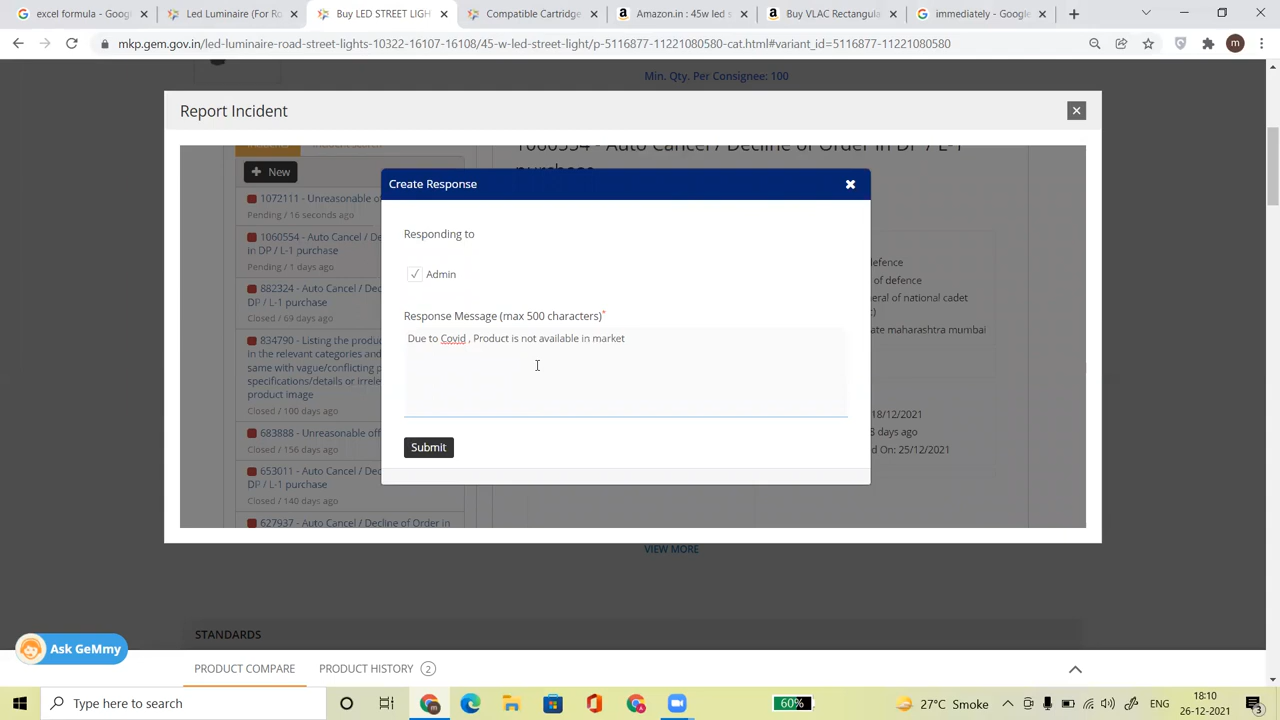 excel formula - Google
Led Luminaire (For Ro
Buy LED STREET LIGH
Compatible Cartridge
Amazon.in : 45w led s
Buy VLAC Rectangula
immediately - Google
mkp.gem.gov.in/led-luminaire-road-street-lights-10322-16107-16108/45-w-led-street-light/p-5116877-11221080580-cat.html#variant_id=5116877-11221080580
m
Min. Qty. Per Consignee: 100
Report Incident
1060554 - Auto Cancel / Decline of Order in DP / L-1
purchase
+ New
1072111 - Unreasonable of
Pending / 16 seconds ago
1060554 - Auto Cancel / De
in DP / L-1 purchase
Pending / 1 days ago
882324 - Auto Cancel / Dec
DP / L-1 purchase
Closed / 69 days ago
834790 - Listing the produc
in the relevant categories and
same with vague/conflicting p
specifications/details or irrele
product image
Closed / 100 days ago
683888 - Unreasonable off
Closed / 156 days ago
653011 - Auto Cancel / De
DP / L-1 purchase
Closed / 140 days ago
627937 - Auto Cancel / Decline of Order in
Create Response
Responding to
Admin
Response Message (max 500 characters)*
Due to Covid , Product is not available in market
Submit
defence
of defence
eral of national cadet
ate maharashtra mumbai
18/12/2021
8 days ago
d On: 25/12/2021
VIEW MORE
STANDARDS
Ask GeMmy
PRODUCT COMPARE
PRODUCT HISTORY 2
Type here to search
60%
27°C Smoke
ENG
18:10
26-12-2021
3